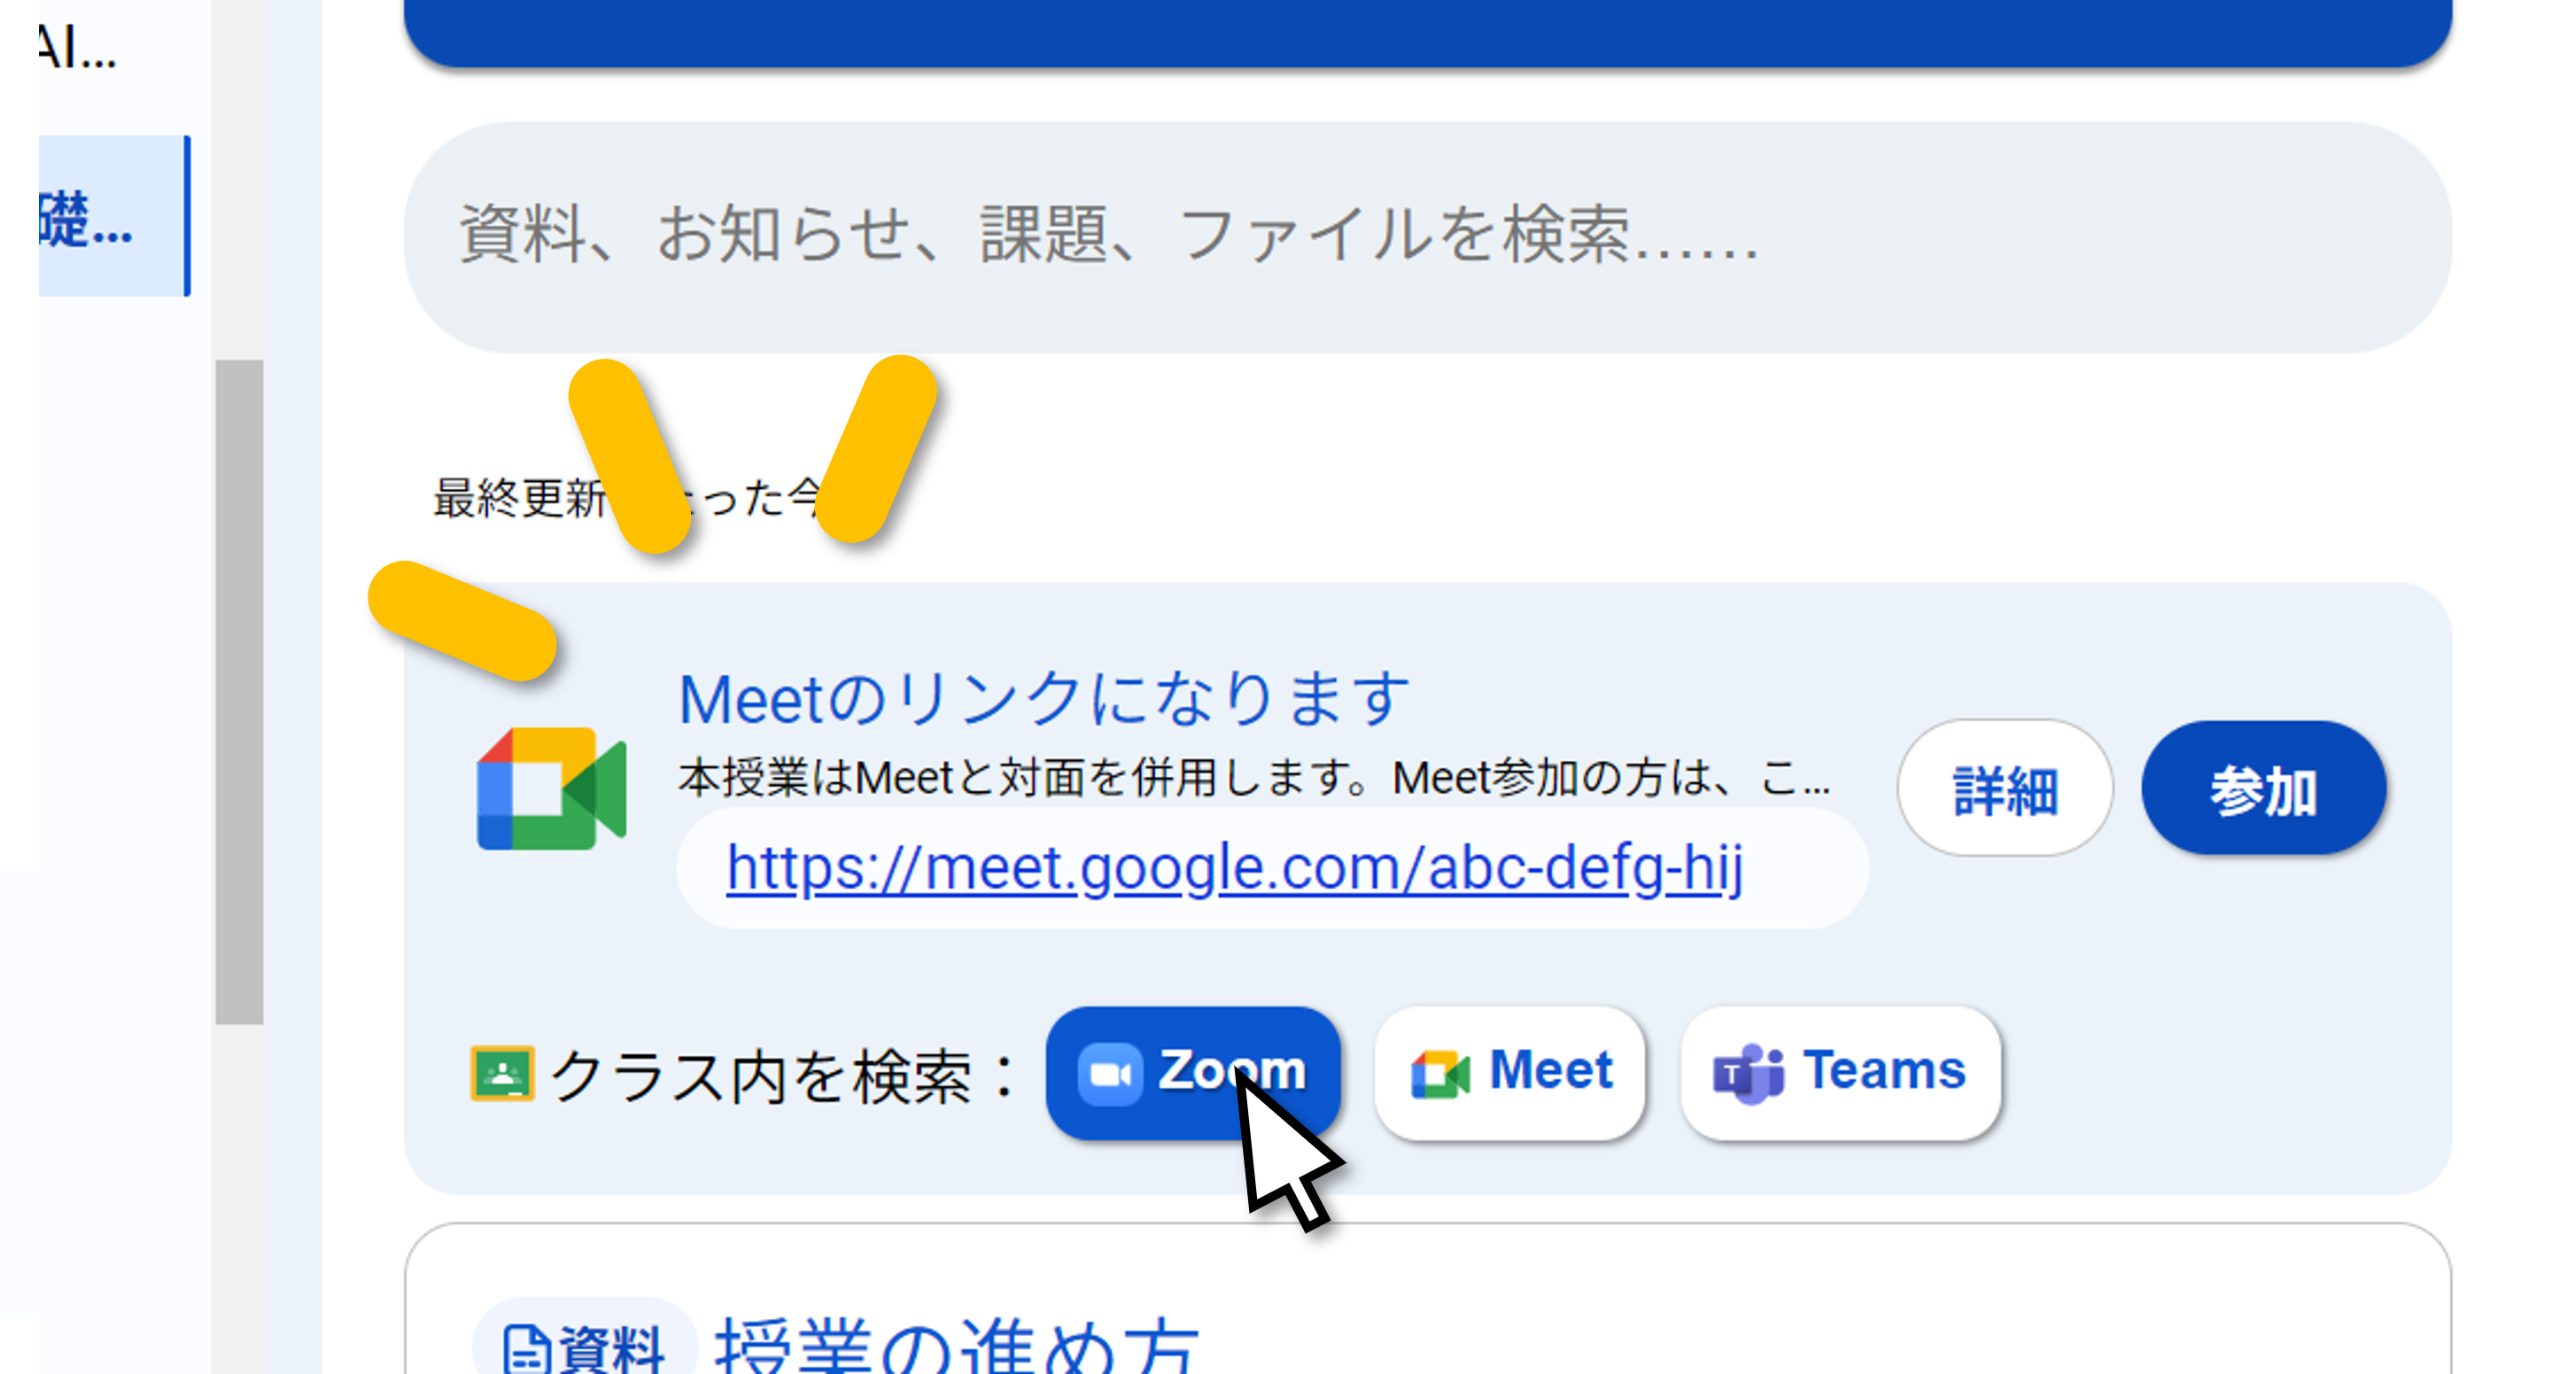 AI...
礎...
資料、お知らせ、課題、ファイルを検索……
最終更新 った今
Meetのリンクになります
本授業はMeetと対面を併用します。Meet参加の方は、こ...
詳細
参加
https://meet.google.com/abc-defg-hij
クラス内を検索：
Zoom
Meet
Teams
資料
授業の進め方